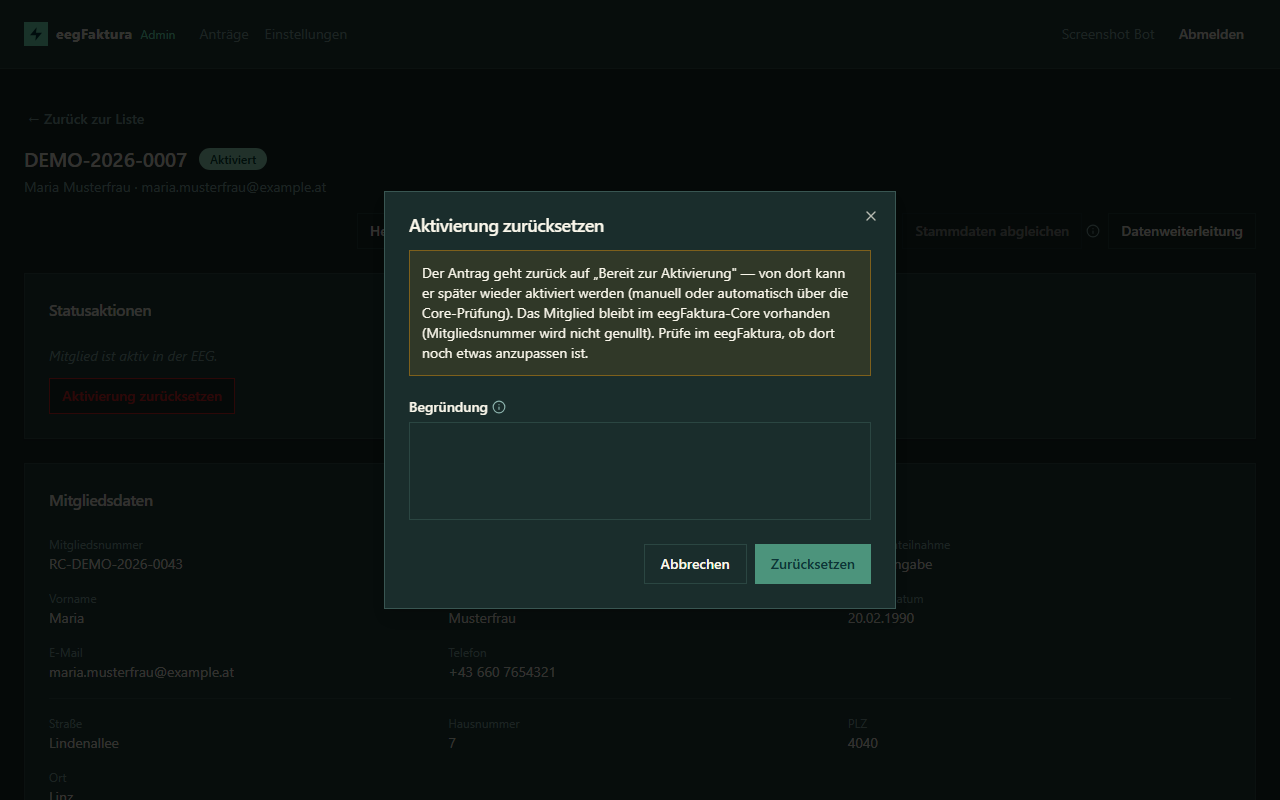 eegFaktura Admin Anträge Einstellungen Screenshot Bot Abmelden
← Zurück zur Liste
DEMO-2026-0007 Aktiviert
Maria Musterfrau · maria.musterfrau@example.at
Stammdaten abgleichen Datenweiterleitung
Statusaktionen
Mitglied ist aktiv in der EEG.
Aktivierung zurücksetzen
Aktivierung zurücksetzen
Der Antrag geht zurück auf „Bereit zur Aktivierung" — von dort kann
er später wieder aktiviert werden (manuell oder automatisch über die
Core-Prüfung). Das Mitglied bleibt im eegFaktura-Core vorhanden
(Mitgliedsnummer wird nicht genullt). Prüfe im eegFaktura, ob dort
noch etwas anzupassen ist.
Begründung
Abbrechen Zurücksetzen
Mitgliedsdaten
Mitgliedsnummer
RC-DEMO-2026-0043
Vorname
Maria Musterfrau 20.02.1990
E-Mail Telefon
maria.musterfrau@example.at +43 660 7654321
Straße Hausnummer PLZ
Lindenallee 7 4040
Ort
Linz